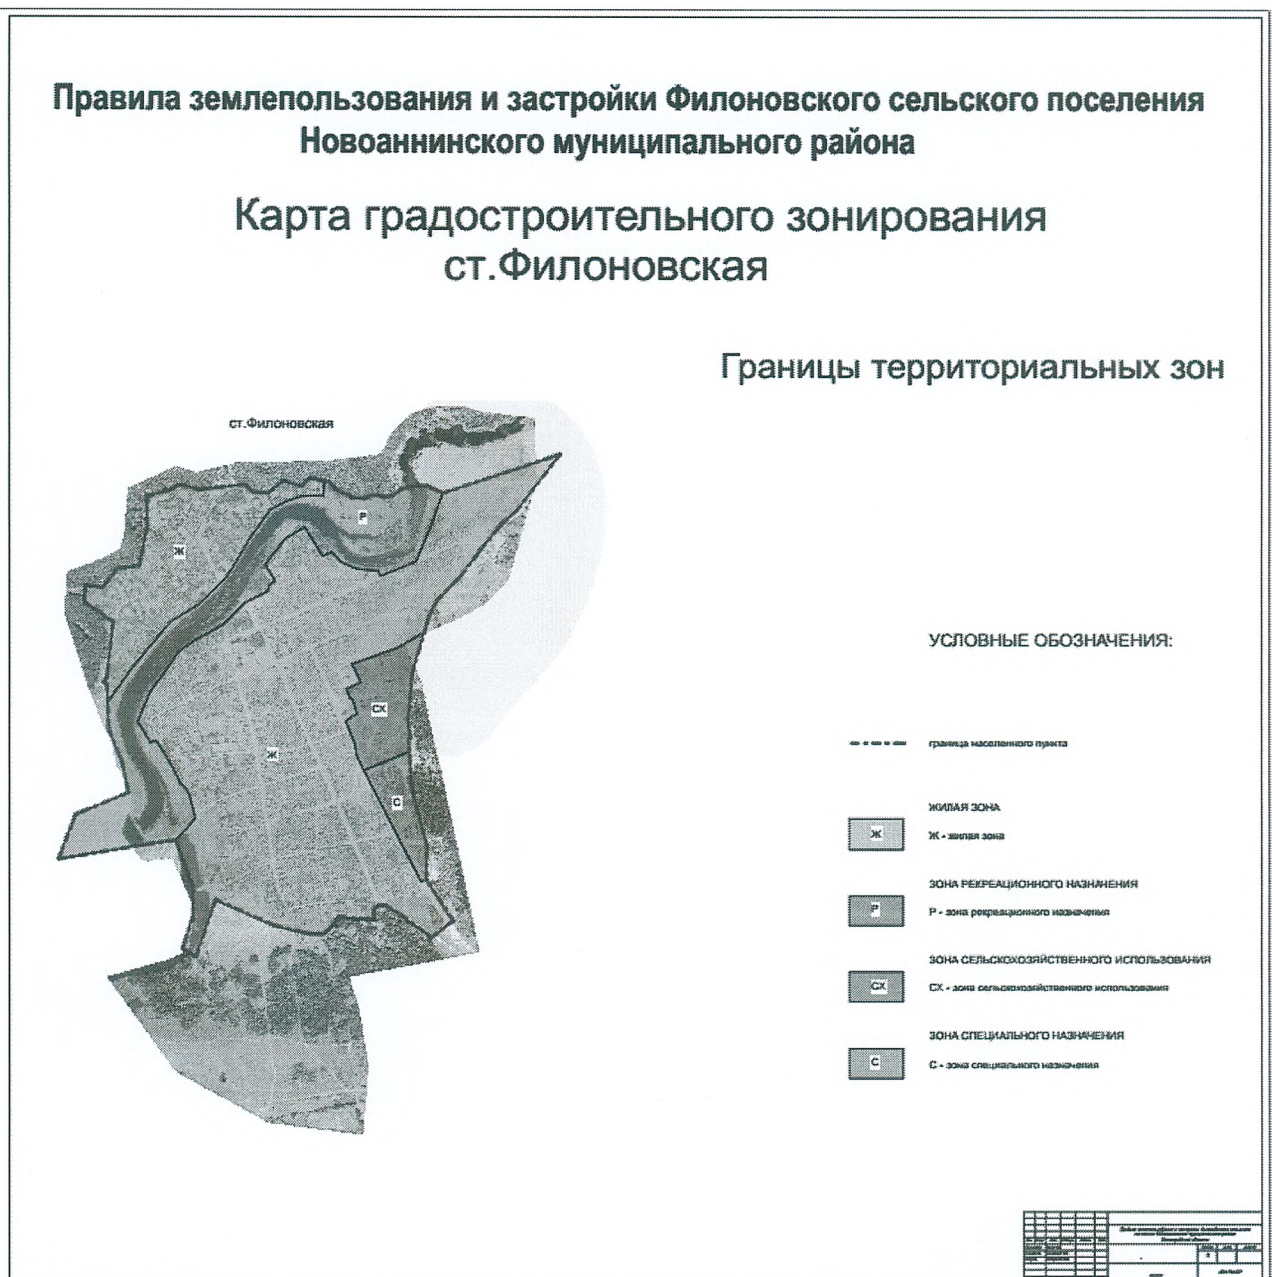 Правила землепользования и застройки Филоновского сельского поселения
Новоаннинского муниципального района
Карта градостроительного зонирования
ст.Филоновская
Границы территориальных зон
ст.Филоновская
Р
Ж
СХ
Ж
С
УСЛОВНЫЕ ОБОЗНАЧЕНИЯ:
граница населенного пункта
ЖИЛАЯ ЗОНА
Ж
Ж - жилая зона
ЗОНА РЕКРЕАЦИОННОГО НАЗНАЧЕНИЯ
Р
Р - зона рекреационного назначения
ЗОНА СЕЛЬСКОХОЗЯЙСТВЕННОГО ИСПОЛЬЗОВАНИЯ
СХ
СХ - зона сельскохозяйственного использования
ЗОНА СПЕЦИАЛЬНОГО НАЗНАЧЕНИЯ
С
С - зона специального назначения